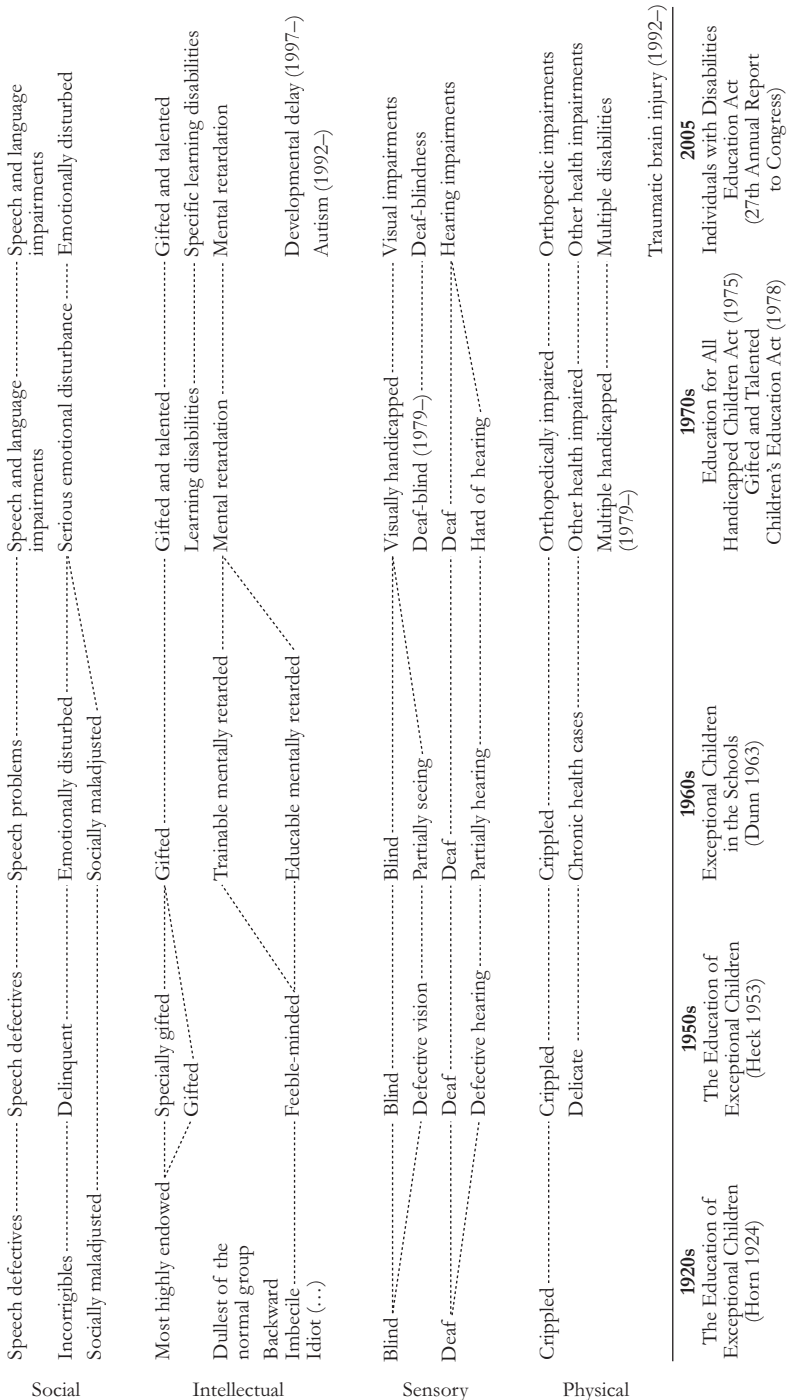 Social
Speech defectives
Speech defectives
Speech problems
Speech and language
impairments
Speech and language
impairments
Incorrigibles
Delinquent
Emotionally disturbed
Serious emotional disturbance
Emotionally disturbed
Socially maladjusted
Socially maladjusted
Intellectual
Most highly endowed
Specially gifted
Gifted
Gifted
Gifted and talented
Gifted and talented
Learning disabilities
Specific learning disabilities
Dullest of the
normal group
Trainable mentally retarded
Mental retardation
Mental retardation
Backward
Imbecile
Feeble-minded
Educable mentally retarded
Developmental delay (1997–)
Idiot (…)
Autism (1992–)
Sensory
Blind
Blind
Blind
Visually handicapped
Visual impairments
Defective vision
Partially seeing
Deaf-blind (1979–)
Deaf-blindness
Deaf
Deaf
Deaf
Deaf
Hearing impairments
Defective hearing
Partially hearing
Hard of hearing
Physical
Crippled
Crippled
Crippled
Orthopedically impaired
Orthopedic impairments
Delicate
Chronic health cases
Other health impaired
Other health impairments
Multiple handicapped
(1979–)
Multiple disabilities
Traumatic brain injury (1992–)
1920s
The Education of
Exceptional Children
(Horn 1924)
1950s
The Education of
Exceptional Children
(Heck 1953)
1960s
Exceptional Children
in the Schools
(Dunn 1963)
1970s
Education for All
Handicapped Children Act (1975)
Gifted and Talented
Children's Education Act (1978)
2005
Individuals with Disabilities
Education Act
(27th Annual Report
to Congress)